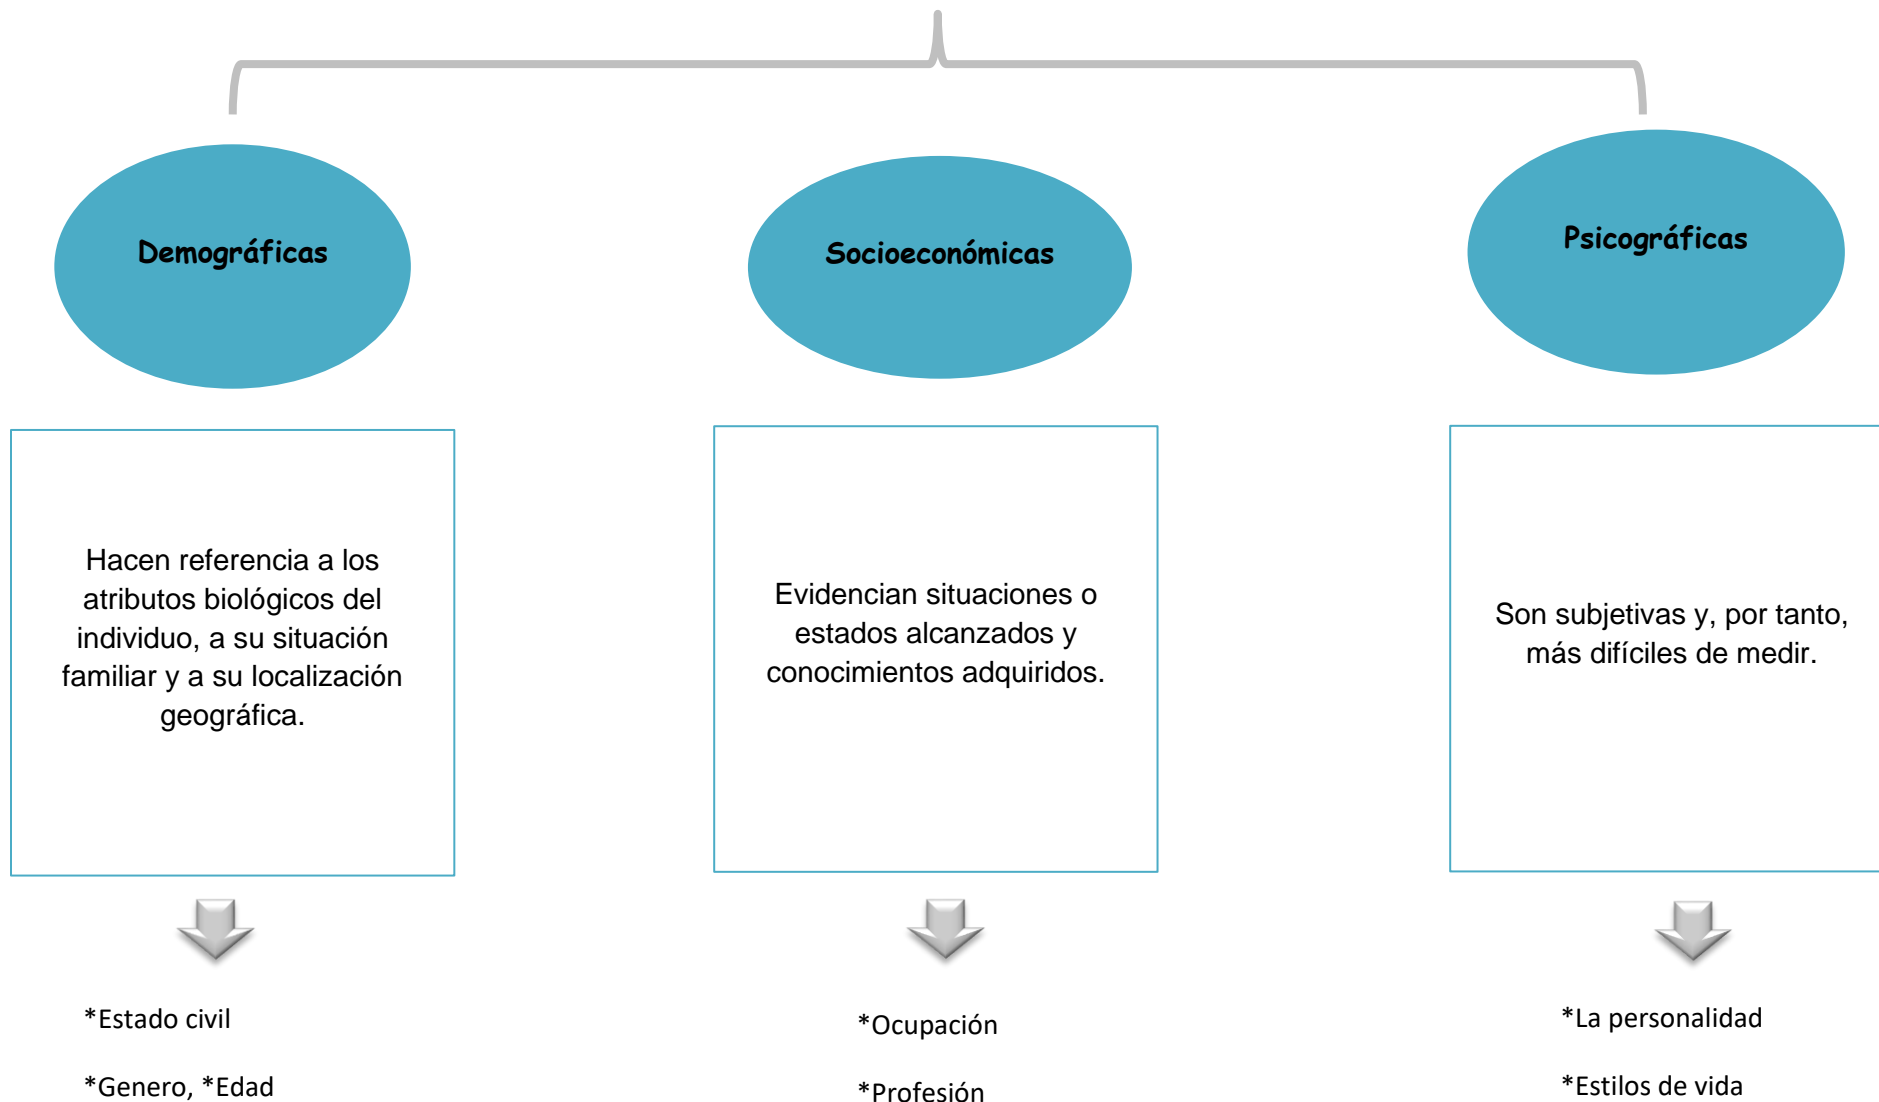 Demográficas
Hacen referencia a los
atributos biológicos del
individuo, a su situación
familiar y a su localización
geográfica.
*Estado civil
*Genero, *Edad
Socioeconómicas
Evidencian situaciones o
estados alcanzados y
conocimientos adquiridos.
*Ocupación
*Profesión
Psicográficas
Son subjetivas y, por tanto,
más difíciles de medir.
*La personalidad
*Estilos de vida